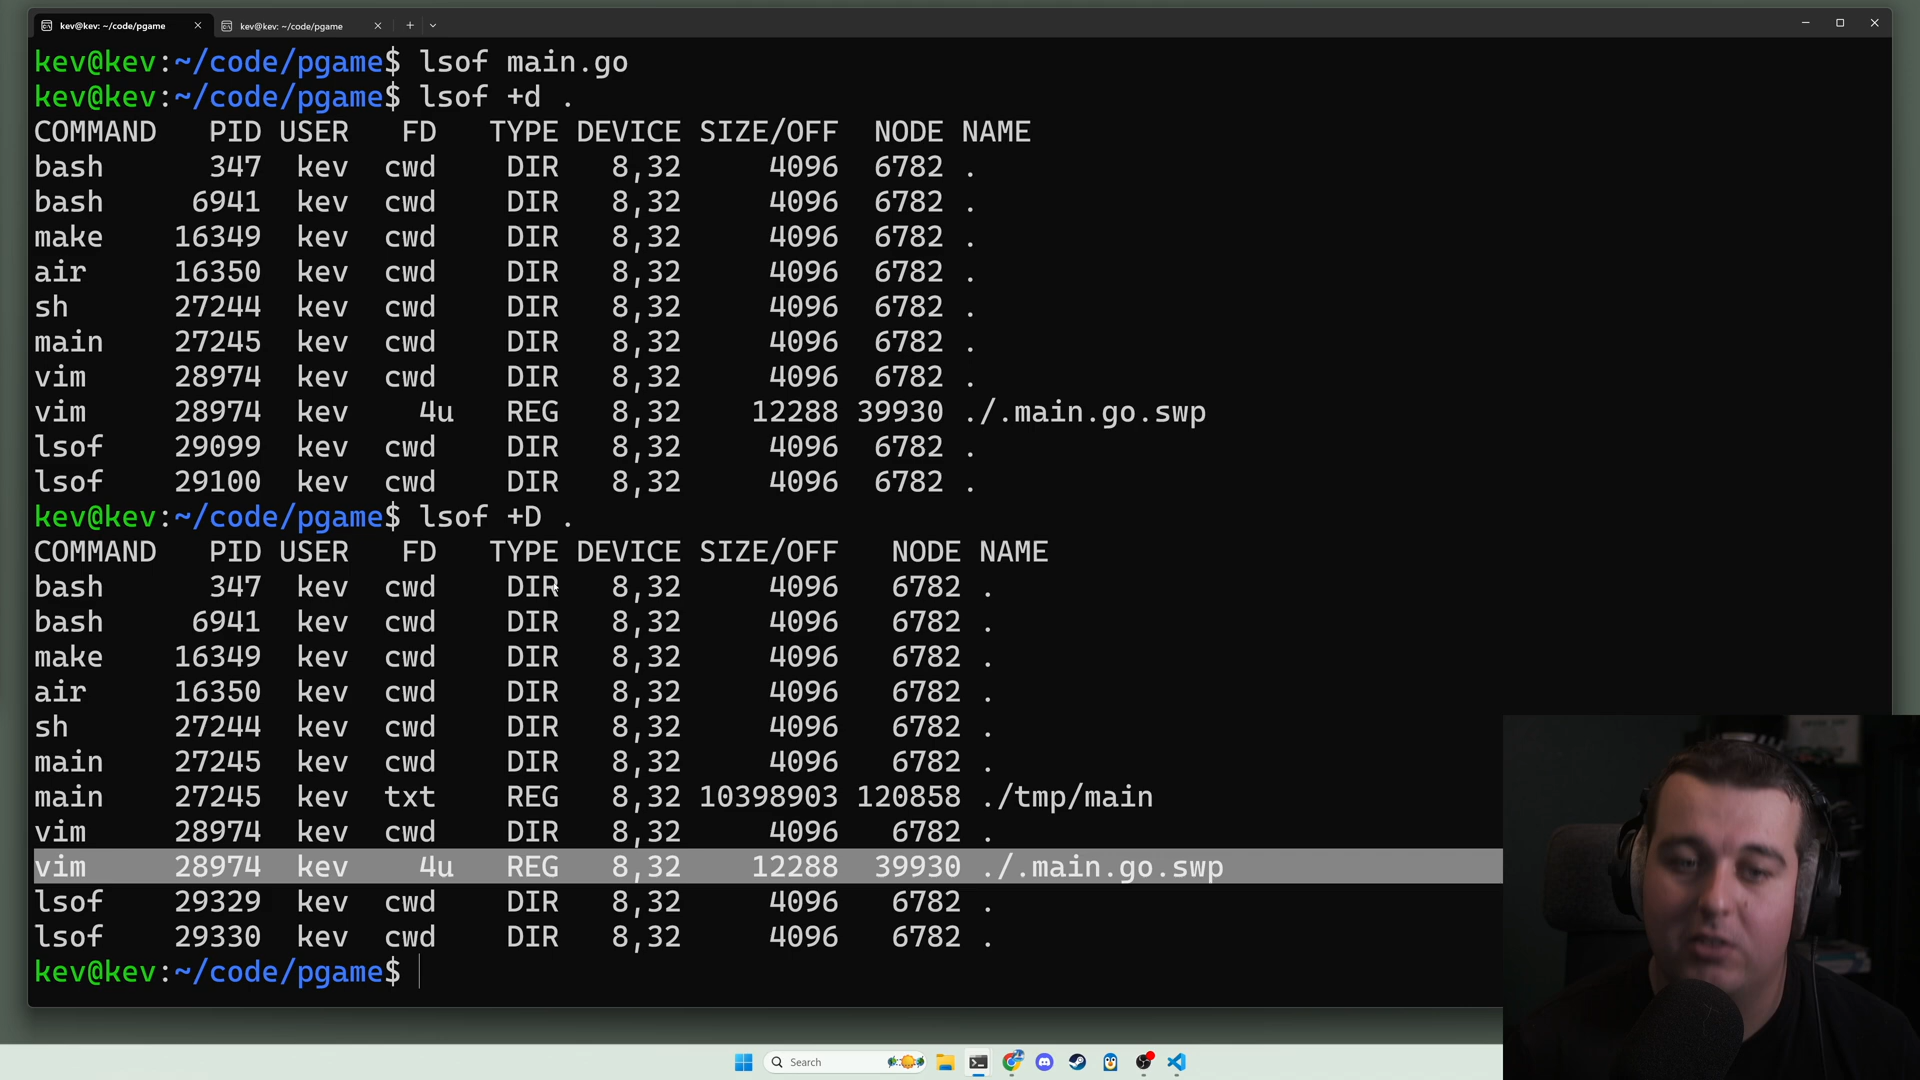 kev@kev: ~/code/pgame
kev@kev: ~/code/pgame
kev@kev:~/code/pgame$ lsof main.go
kev@kev:~/code/pgame$ lsof +d .
COMMAND PID USER FD TYPE DEVICE SIZE/OFF NODE NAME
bash 347 kev cwd DIR 8,32 4096 6782 .
bash 6941 kev cwd DIR 8,32 4096 6782 .
make 16349 kev cwd DIR 8,32 4096 6782 .
air 16350 kev cwd DIR 8,32 4096 6782 .
sh 27244 kev cwd DIR 8,32 4096 6782 .
main 27245 kev cwd DIR 8,32 4096 6782 .
vim 28974 kev cwd DIR 8,32 4096 6782 .
vim 28974 kev 4u REG 8,32 12288 39930 ./.main.go.swp
lsof 29099 kev cwd DIR 8,32 4096 6782 .
lsof 29100 kev cwd DIR 8,32 4096 6782 .
kev@kev:~/code/pgame$ lsof +D .
COMMAND PID USER FD TYPE DEVICE SIZE/OFF NODE NAME
bash 347 kev cwd DIR 8,32 4096 6782 .
bash 6941 kev cwd DIR 8,32 4096 6782 .
make 16349 kev cwd DIR 8,32 4096 6782 .
air 16350 kev cwd DIR 8,32 4096 6782 .
sh 27244 kev cwd DIR 8,32 4096 6782 .
main 27245 kev cwd DIR 8,32 4096 6782 .
main 27245 kev txt REG 8,32 10398903 120858 ./tmp/main
vim 28974 kev cwd DIR 8,32 4096 6782 .
vim 28974 kev 4u REG 8,32 12288 39930 ./.main.go.swp
lsof 29329 kev cwd DIR 8,32 4096 6782 .
lsof 29330 kev cwd DIR 8,32 4096 6782 .
kev@kev:~/code/pgame$
Search